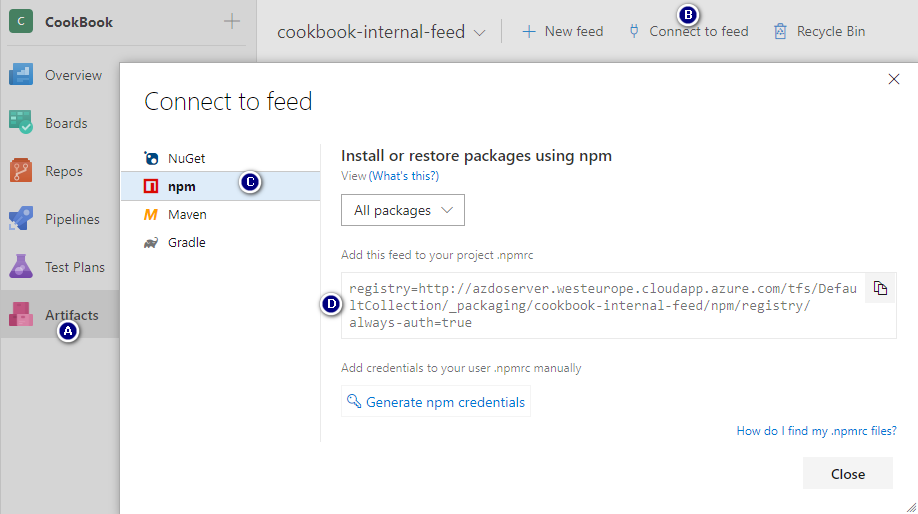 C CookBook
cookbook-internal-feed
New feed
B
Connect to feed
Recycle Bin
Overview
Boards
Repos
Pipelines
Test Plans
Artifacts
A
Connect to feed
NuGet
npm
C
Maven
Gradle
Install or restore packages using npm
View (What's this?)
All packages
Add this feed to your project .npmrc
D
registry=http://azdoserver.westeurope.cloudapp.azure.com/tfs/Defau
ltCollection/_packaging/cookbook-internal-feed/npm/registry/
always-auth=true
Add credentials to your user .npmrc manually
Generate npm credentials
How do I find my .npmrc files?
Close